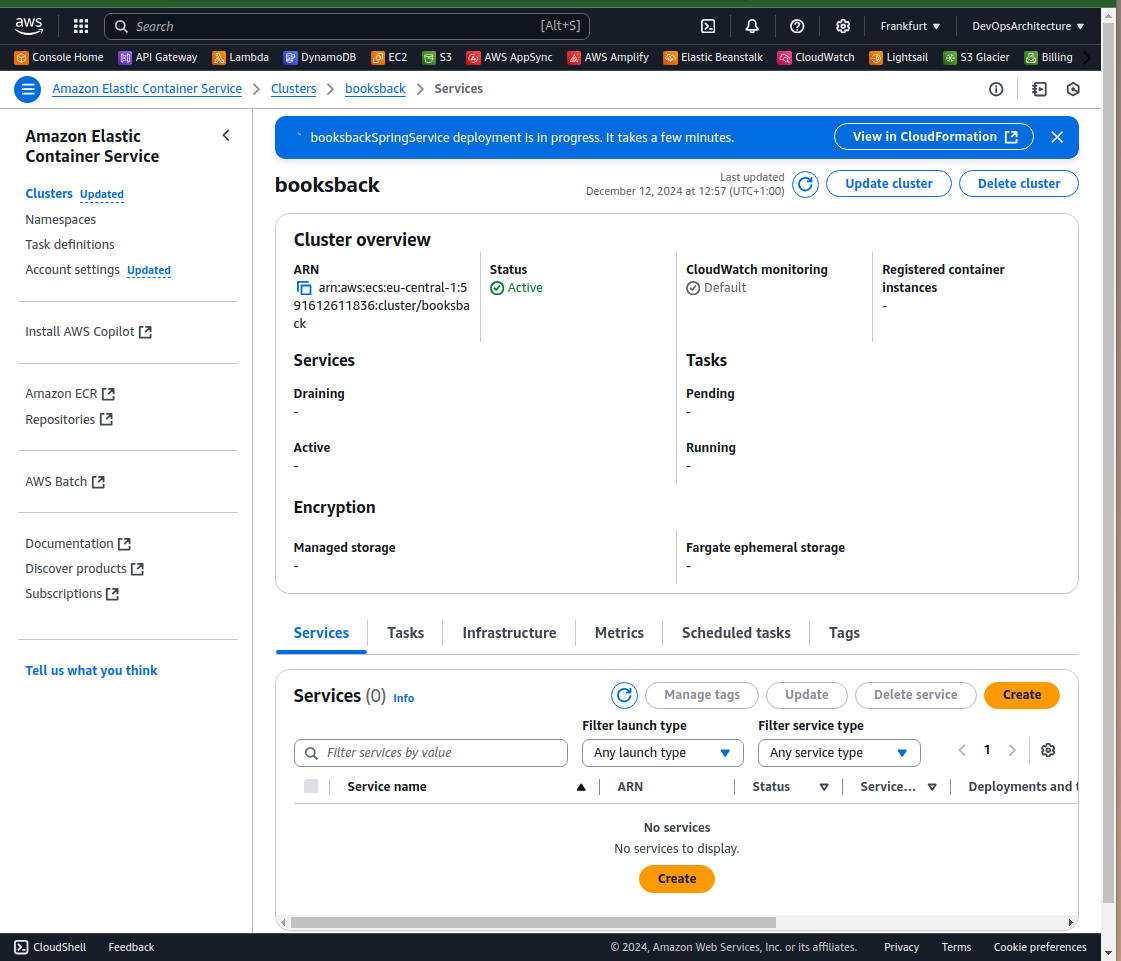 aws
Search [Alt+S] Frankfurt DevOpsArchitecture
Console Home API Gateway Lambda DynamoDB EC2 S3 AWS AppSync AWS Amplify Elastic Beanstalk CloudWatch Lightsail S3 Glacier Billing
Amazon Elastic Container Service Clusters booksback Services
Amazon Elastic
Container Service
Clusters Updated
Namespaces
Task definitions
Account settings Updated
Install AWS Copilot
Amazon ECR
Repositories
AWS Batch
Documentation
Discover products
Subscriptions
Tell us what you think
booksbackSpringService deployment is in progress. It takes a few minutes. View in CloudFormation
booksback
Last updated
December 12, 2024 at 12:57 (UTC+1:00)
Update cluster Delete cluster
Cluster overview
ARN
arn:aws:ecs:eu-central-1:5
91612611836:cluster/booksba
ck
Status
Active
CloudWatch monitoring
Default
Registered container
instances
-
Services
Draining
-
Active
-
Tasks
Pending
-
Running
-
Encryption
Managed storage
-
Fargate ephemeral storage
-
Services Tasks Infrastructure Metrics Scheduled tasks Tags
Services (0) Info Manage tags Update Delete service Create
Filter launch type Filter service type
Filter services by value Any launch type Any service type 1
Service name ARN Status Service... Deployments and t
No services
No services to display.
Create
CloudShell Feedback © 2024, Amazon Web Services, Inc. or its affiliates. Privacy Terms Cookie preferences